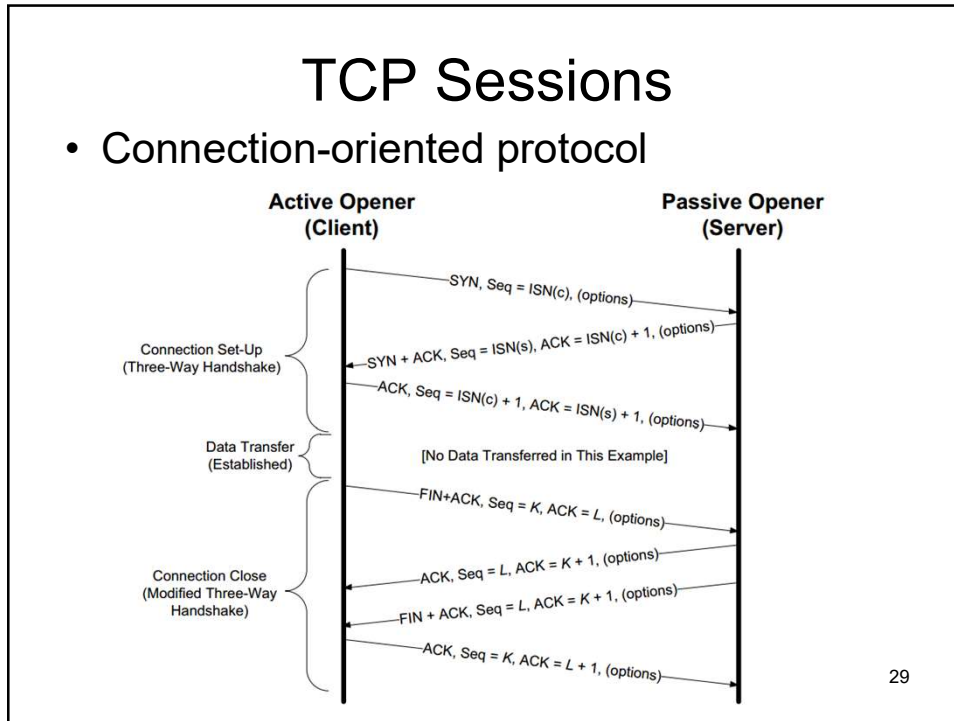 TCP Sessions
• Connection-oriented protocol
Active Opener
(Client)
Passive Opener
(Server)
SYN, Seq = ISN(c), (options)
SYN + ACK, Seq = ISN(s), ACK = ISN(c) + 1, (options)
Connection Set-Up
(Three-Way Handshake)
ACK, Seq = ISN(c) + 1, ACK = ISN(s) + 1, (options)
Data Transfer
(Established)
[No Data Transferred in This Example]
FIN+ACK, Seq = K, ACK = L, (options)
ACK, Seq = L, ACK = K + 1, (options)
Connection Close
(Modified Three-Way
Handshake)
FIN + ACK, Seq = L, ACK = K + 1, (options)
ACK, Seq = K, ACK = L + 1, (options)
29